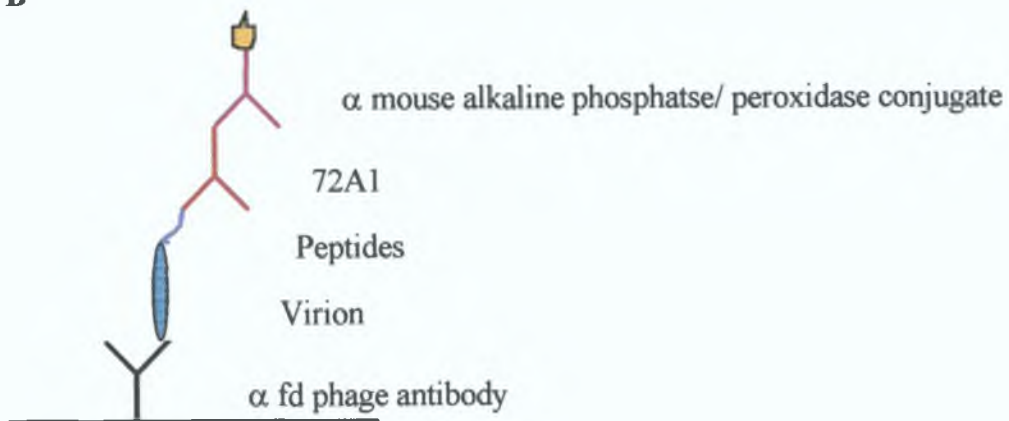 B
α mouse alkaline phosphatse/ peroxidase conjugate
72A1
Peptides
Virion
α fd phage antibody